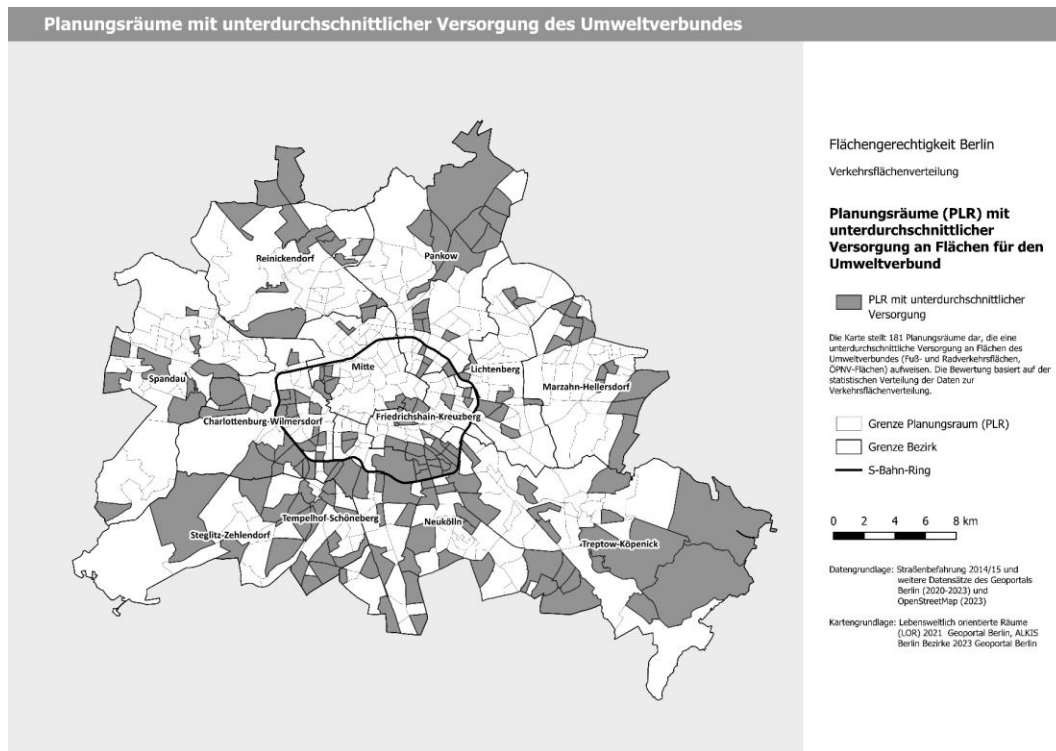 Planungsräume mit unterdurchschnittlicher Versorgung des Umweltverbundes
Reinickendorf
Pankow
Spandau
Mitte
Lichtenberg
Marzahn-Hellersdorf
Charlottenburg-Wilmersdorf
Friedrichshain-Kreuzberg
Tempelhof-Schöneberg
Neukölln
Steglitz-Zehlendorf
Treptow-Köpenick
Flächengerechtigkeit Berlin
Verkehrsflächenverteilung
Planungsräume (PLR) mit
unterdurchschnittlicher
Versorgung an Flächen für den
Umweltverbund
PLR mit unterdurchschnittlicher
Versorgung
Die Karte stellt 181 Planungsräume dar, die eine
unterdurchschnittliche Versorgung an Flächen des
Umweltverbundes (Fuß- und Radverkehrsflächen,
ÖPNV-Flächen) aufweisen. Die Bewertung basiert auf der
statistischen Verteilung der Daten zur
Verkehrsflächenverteilung.
Grenze Planungsraum (PLR)
Grenze Bezirk
S-Bahn-Ring
0 2 4 6 8 km
Datengrundlage: Straßenbefahrung 2014/15 und
weitere Datensätze des Geoportals
Berlin (2020-2023) und
OpenStreetMap (2023)
Kartengrundlage: Lebensweltlich orientierte Räume
(LOR) 2021 Geoportal Berlin, ALKIS
Berlin Bezirke 2023 Geoportal Berlin